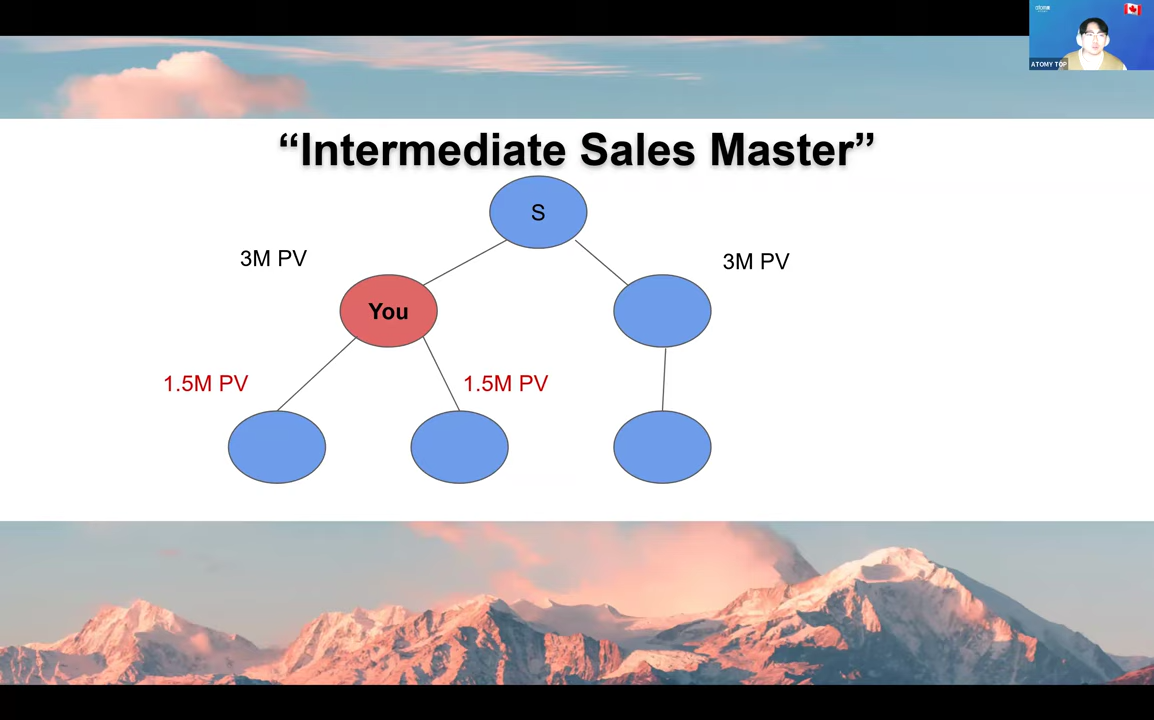 ATOMY TOP
“Intermediate Sales Master”
S
3M PV
3M PV
You
1.5M PV
1.5M PV